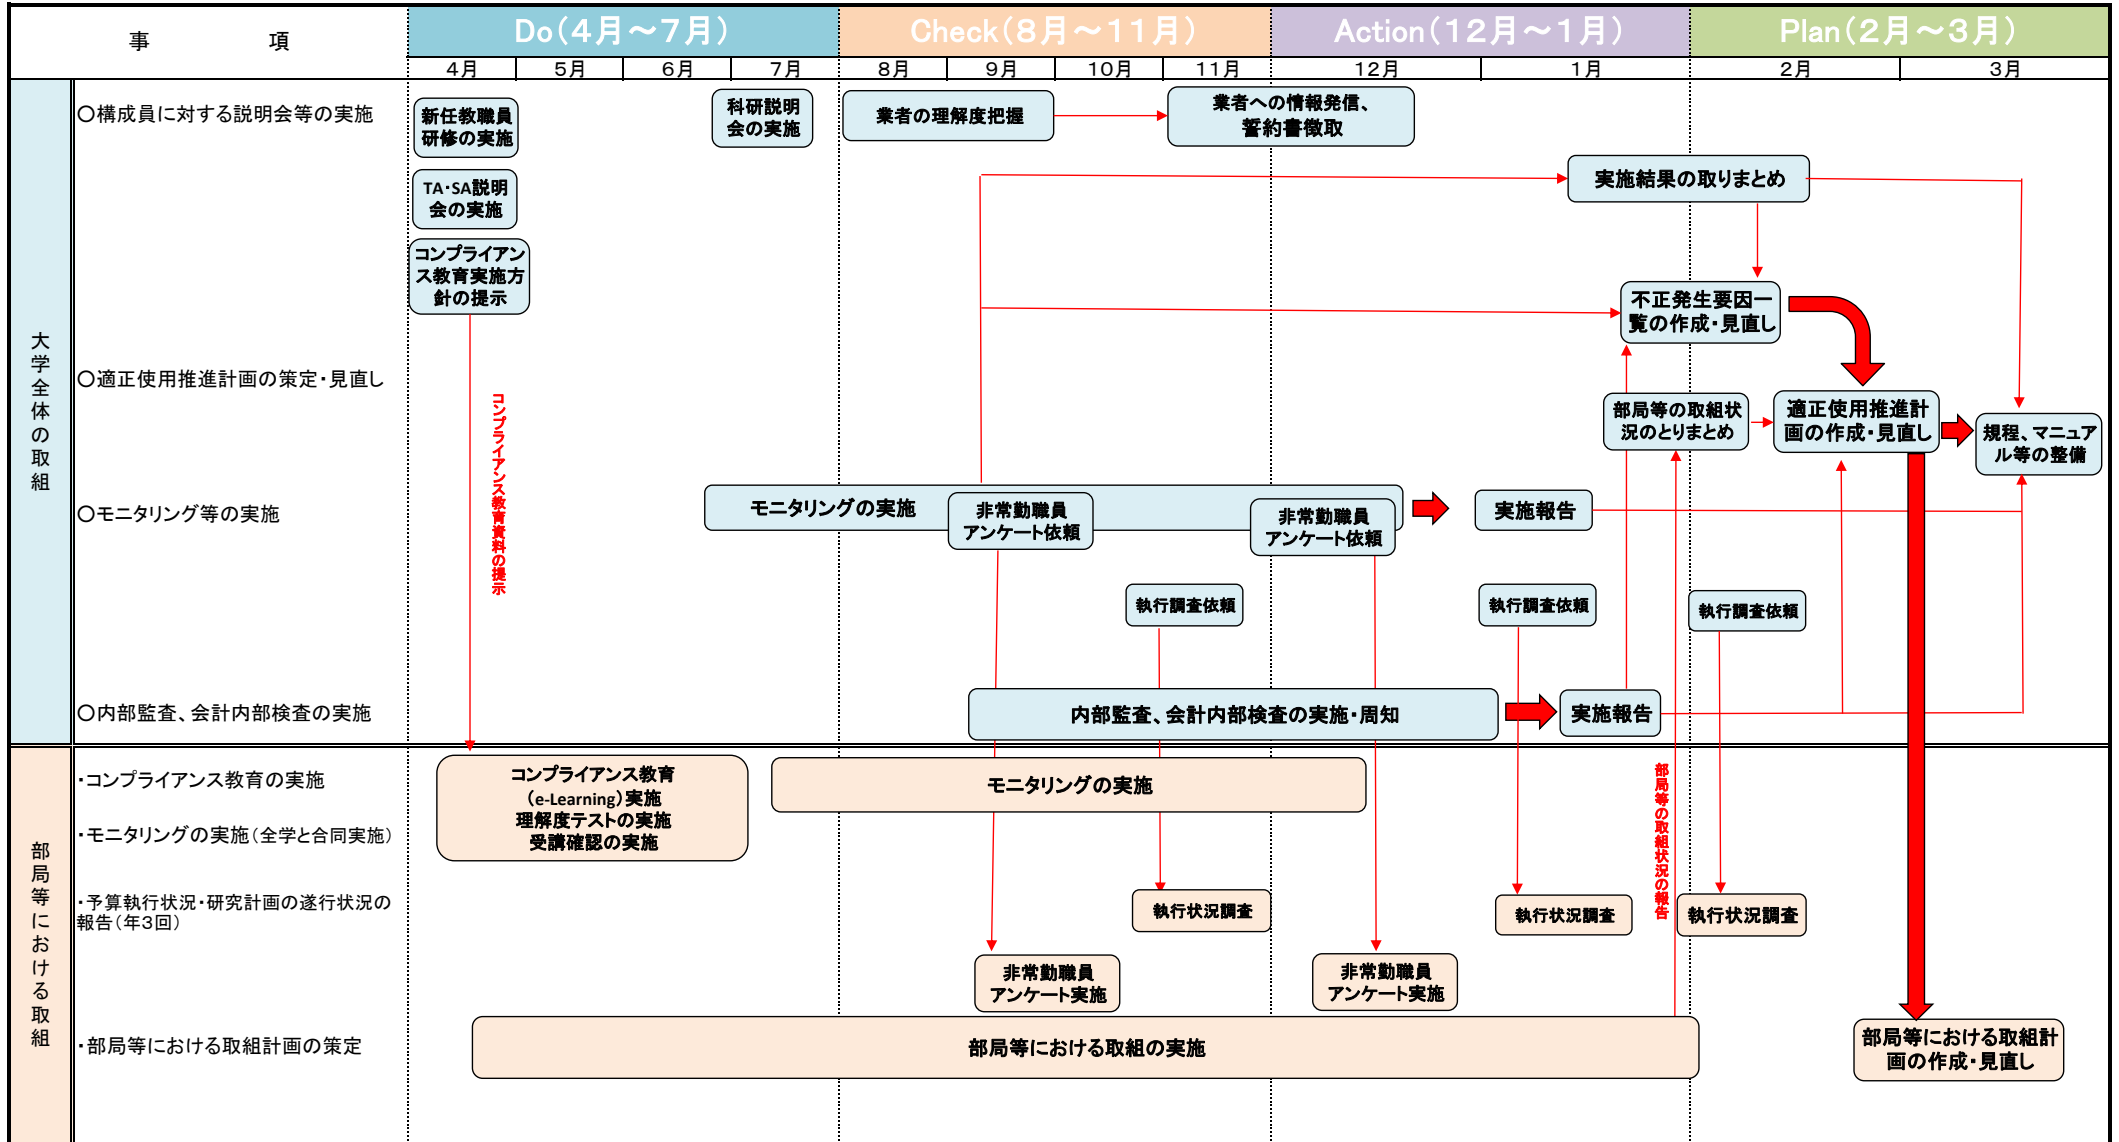 事　項
Do(4月～7月)
Check(8月～11月)
Action(12月～1月)
Plan(2月～3月)
4月
5月
6月
7月
8月
9月
10月
11月
12月
1月
2月
3月
大学全体の取組
○構成員に対する説明会等の実施
新任教職員
研修の実施
科研説明
会の実施
業者の理解度把握
業者への情報発信、
誓約書徴取
TA・SA説明
会の実施
実施結果の取りまとめ
コンプライアン
ス教育実施方
針の提示
不正発生要因一
覧の作成・見直し
○適正使用推進計画の策定・見直し
コンプライアンス教育資料の提示
部局等の取組状
況のとりまとめ
適正使用推進計
画の作成・見直し
規程、マニュア
ル等の整備
○モニタリング等の実施
モニタリングの実施
非常勤職員
アンケート依頼
非常勤職員
アンケート依頼
実施報告
執行調査依頼
執行調査依頼
執行調査依頼
○内部監査、会計内部検査の実施
内部監査、会計内部検査の実施・周知
実施報告
部局等における取組
・コンプライアンス教育の実施
コンプライアンス教育
（e-Learning）実施
理解度テストの実施
受講確認の実施
モニタリングの実施
部局等の取組状況の報告
・モニタリングの実施（全学と合同実施）
・予算執行状況・研究計画の遂行状況の
報告（年3回）
執行状況調査
執行状況調査
執行状況調査
非常勤職員
アンケート実施
非常勤職員
アンケート実施
・部局等における取組計画の策定
部局等における取組の実施
部局等における取組計
画の作成・見直し